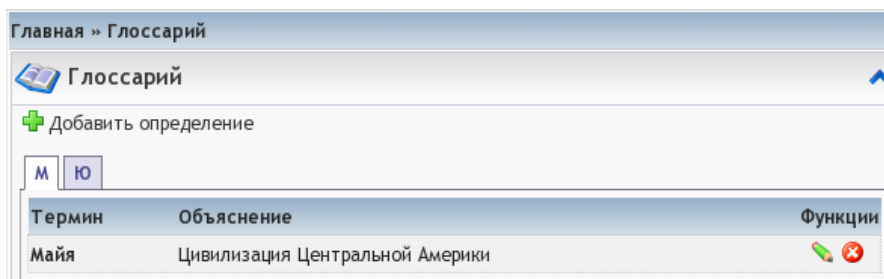 Главная » Глоссарий
Глоссарий
Добавить определение
М Ю
Термин Объяснение Функции
Майя Цивилизация Центральной Америки